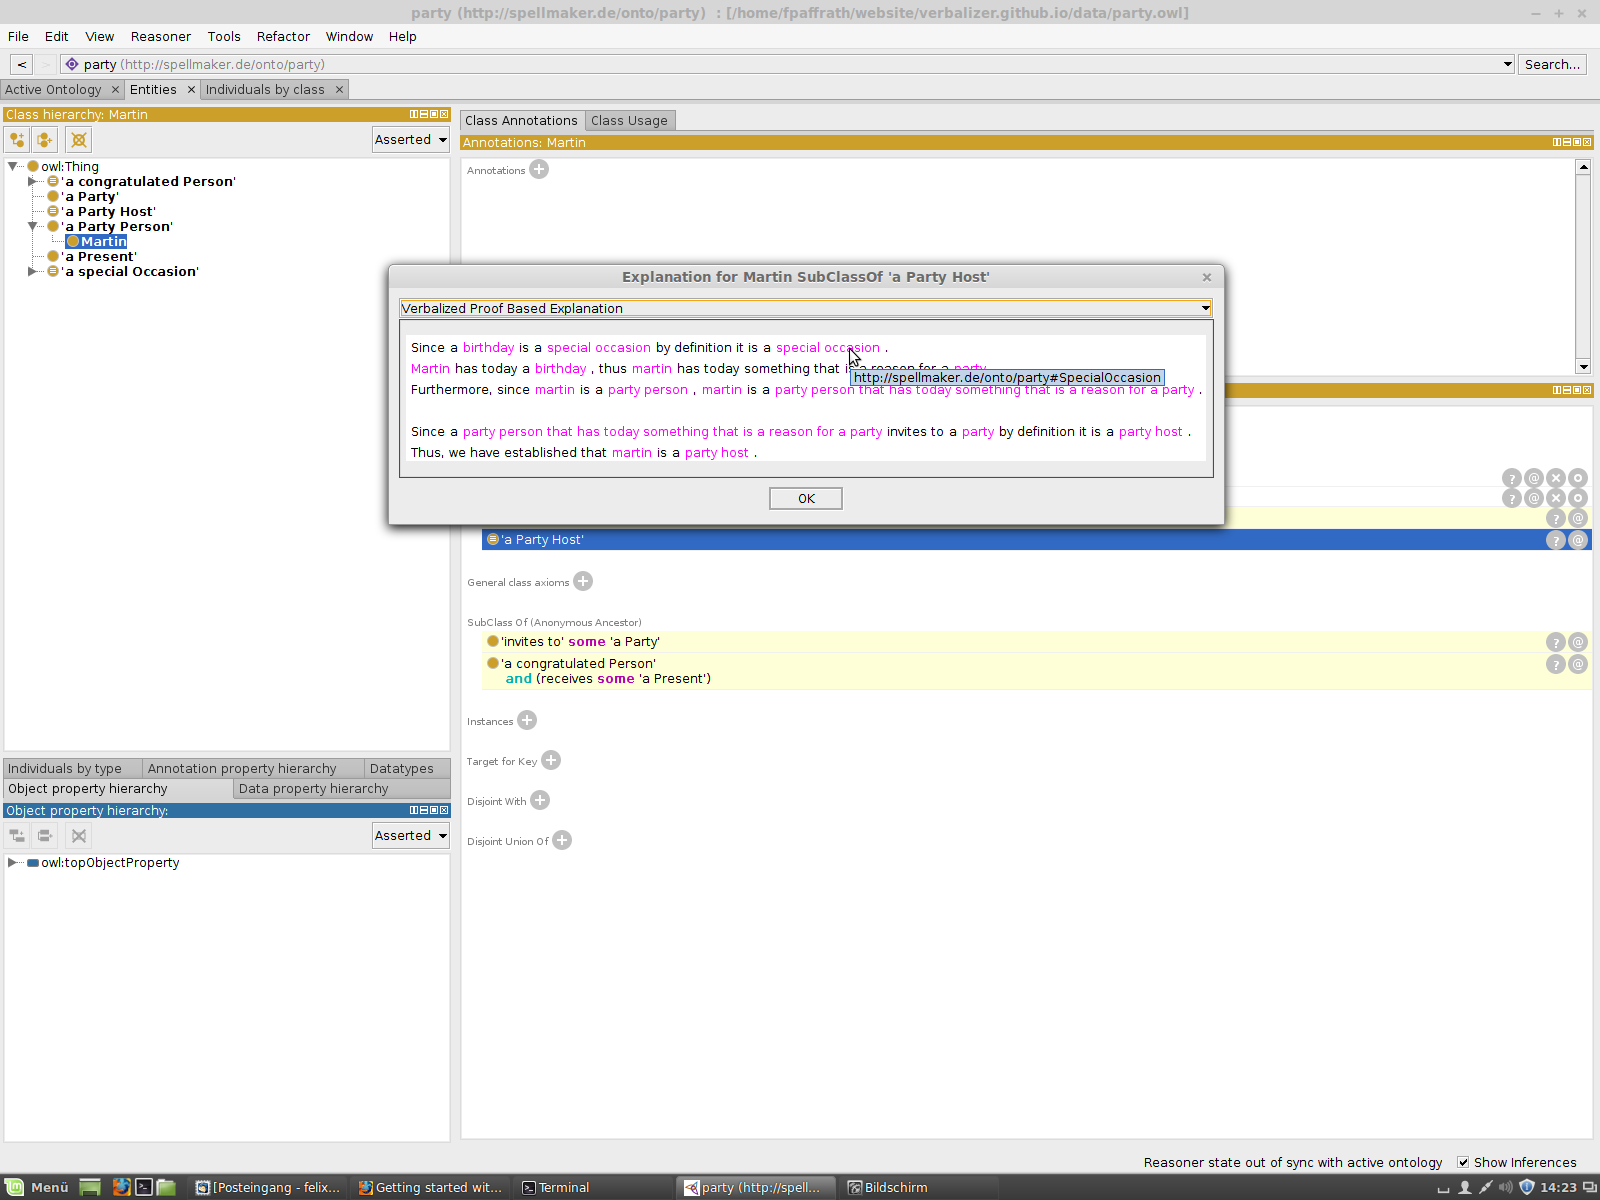 party (http://spellmaker.de/onto/party)  : [/home/fpaffrath/website/verbalizer.github.io/data/party.owl]
File Edit View Reasoner Tools Refactor Window Help
< > party (http://spellmaker.de/onto/party) Search...
Active Ontology × Entities × Individuals by class ×
Class hierarchy: Martin
Asserted
owl:Thing
'a congratulated Person'
'a Party'
'a Party Host'
'a Party Person'
Martin
'a Present'
'a special Occasion'
Class Annotations Class Usage
Annotations: Martin
Annotations
Explanation for Martin SubClassOf 'a Party Host'
Verbalized Proof Based Explanation
Since a birthday is a special occasion by definition it is a special occasion .
Martin has today a birthday , thus martin has today something that is a reason for a party
http://spellmaker.de/onto/party#SpecialOccasion
Furthermore, since martin is a party person , martin is a party person that has today something that is a reason for a party .
Since a party person that has today something that is a reason for a party invites to a party by definition it is a party host .
Thus, we have established that martin is a party host .
OK
'a Party Host'
General class axioms
SubClass Of (Anonymous Ancestor)
'invites to' some 'a Party'
'a congratulated Person'
and (receives some 'a Present')
Instances
Target for Key
Disjoint With
Disjoint Union Of
Individuals by type Annotation property hierarchy Datatypes
Object property hierarchy Data property hierarchy
Object property hierarchy:
Asserted
owl:topObjectProperty
Reasoner state out of sync with active ontology Show Inferences
Menü [Posteingang - felix... Getting started wit... Terminal party (http://spell... Bildschirm 14:23